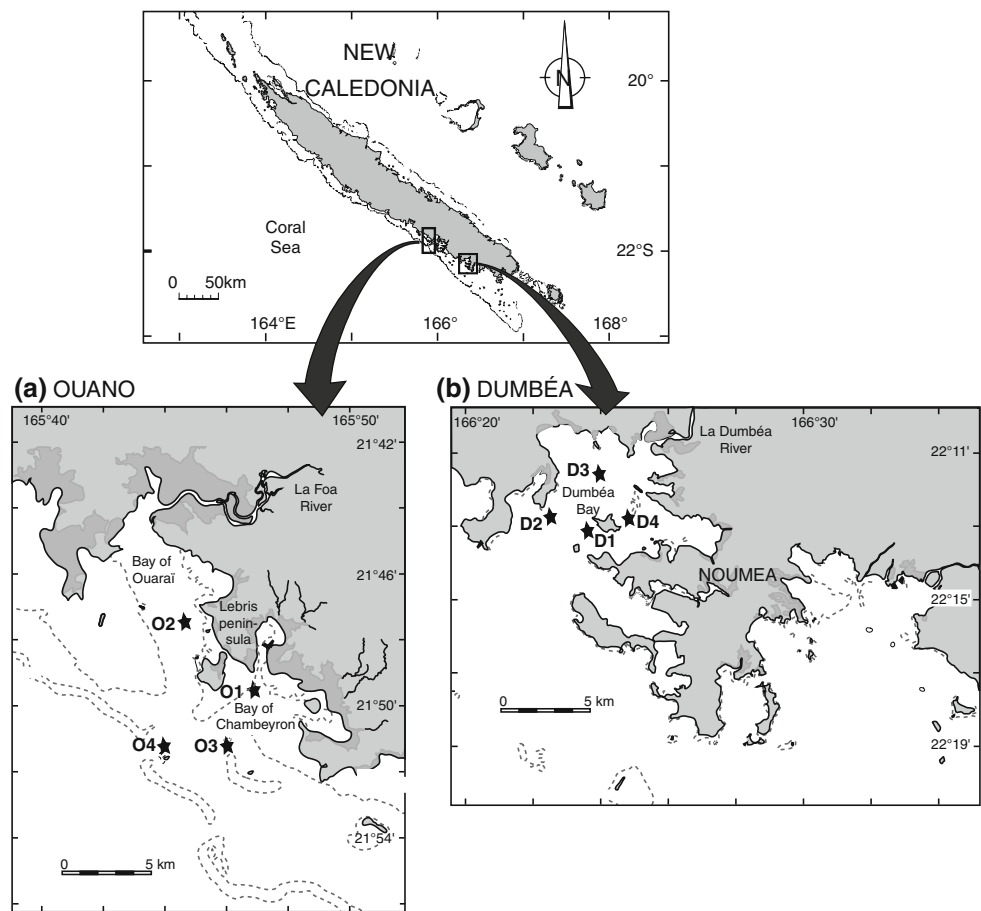 NEW
CALEDONIA
N
20°
Coral
Sea
22°S
0 50km
164°E 166° 168°
(a) OUANO
165°40' 165°50'
21°42'
La Foa
River
Bay of
Ouaraï
21°46'
Lebris
penin-
sula
O2
O1
21°50'
Bay of
Chambeyron
O4 O3
21°54'
0 5 km
(b) DUMBÉA
166°20' 166°30'
La Dumbéa
River
22°11'
D3
Dumbéa
Bay
D2 D4
D1
NOUMEA
22°15'
0 5 km
22°19'